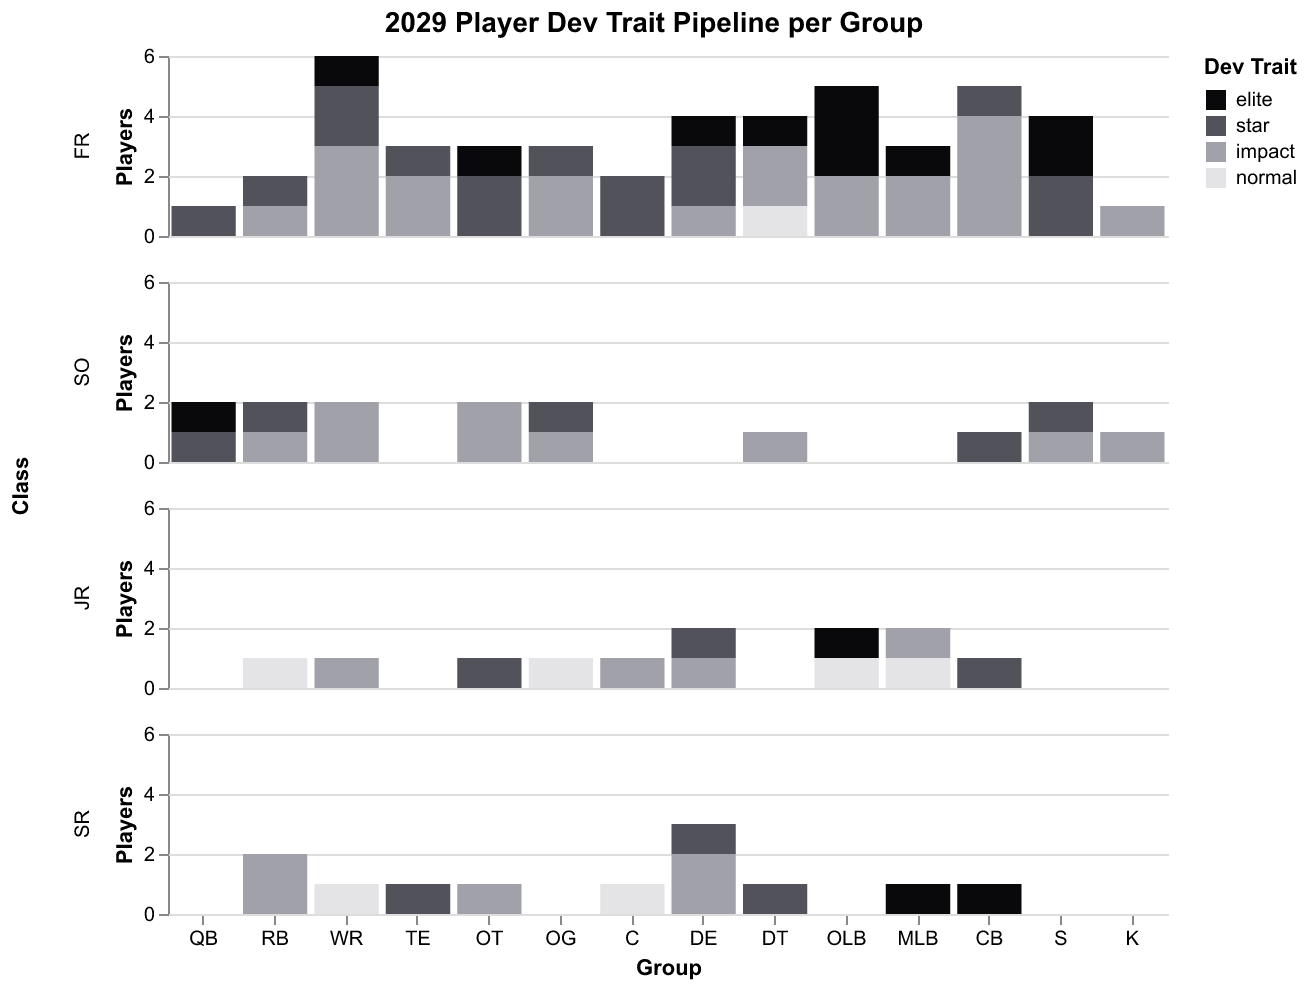 2029 Player Dev Trait Pipeline per Group
Dev Trait
elite
star
impact
normal
Class
FR
Players
6
4
2
0
SO
Players
6
4
2
0
JR
Players
6
4
2
0
SR
Players
6
4
2
0
QB RB WR TE OT OG C DE DT OLB MLB CB S K
Group